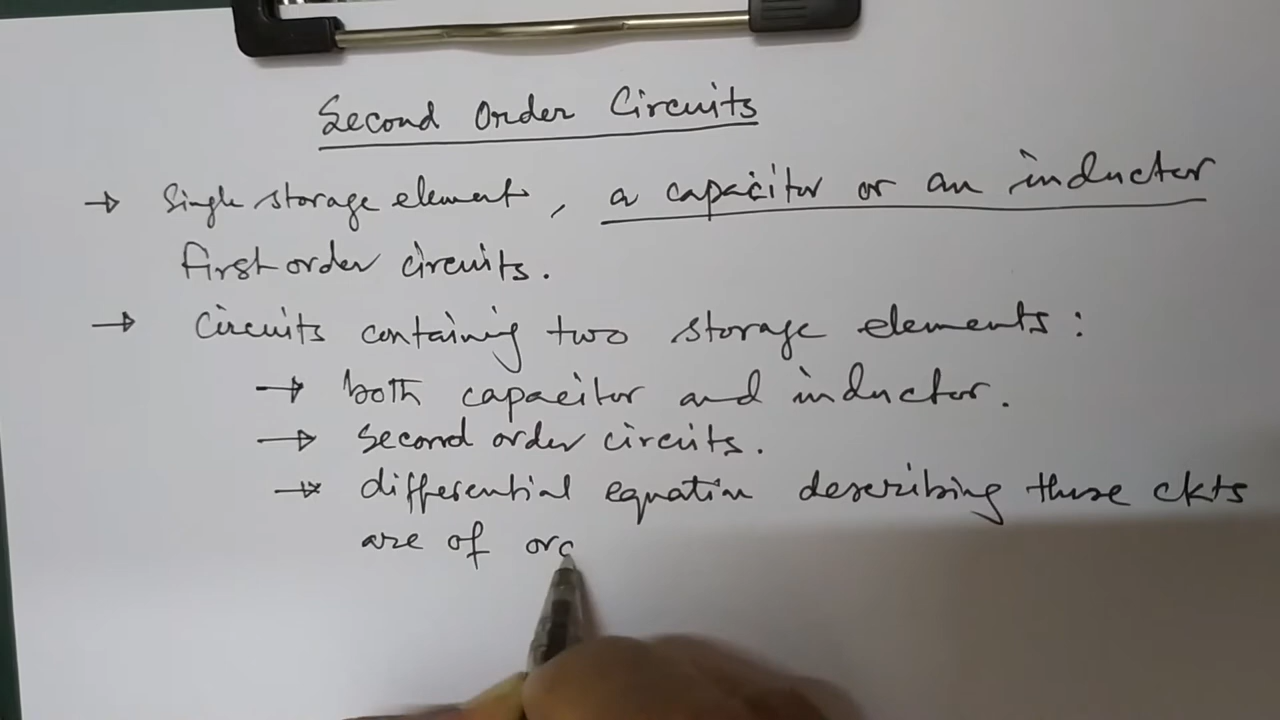 Second Order Circuits
→ Single storage element, a capacitor or an inductor
first order circuits.
→ Circuits containing two storage elements:
→ both capacitor and inductor.
→ Second order circuits.
→ differential equation describing these ckts
are of ord